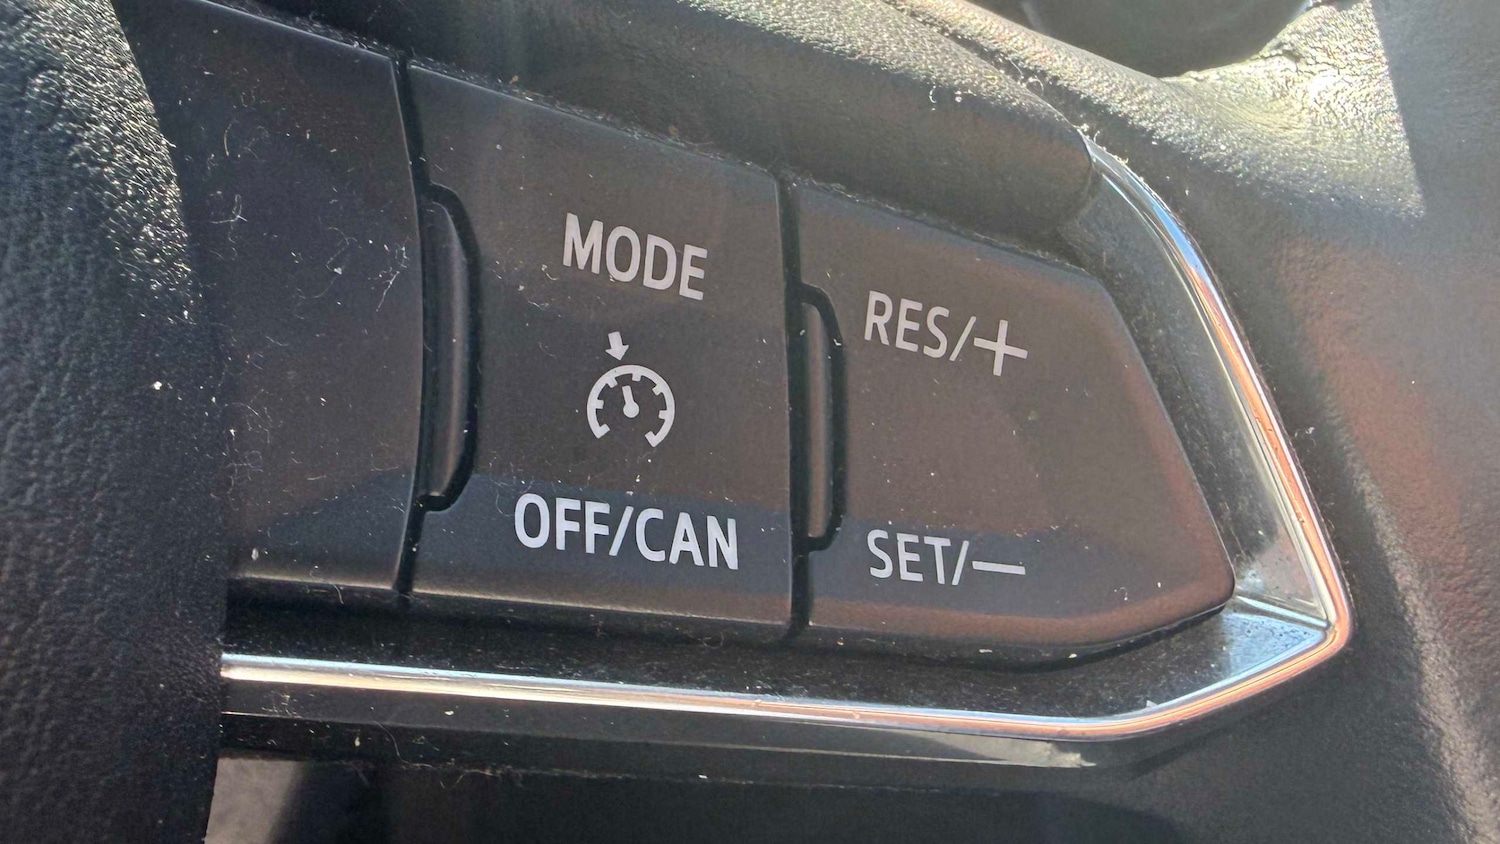 MODE
OFF/CAN
RES/+
SET/—